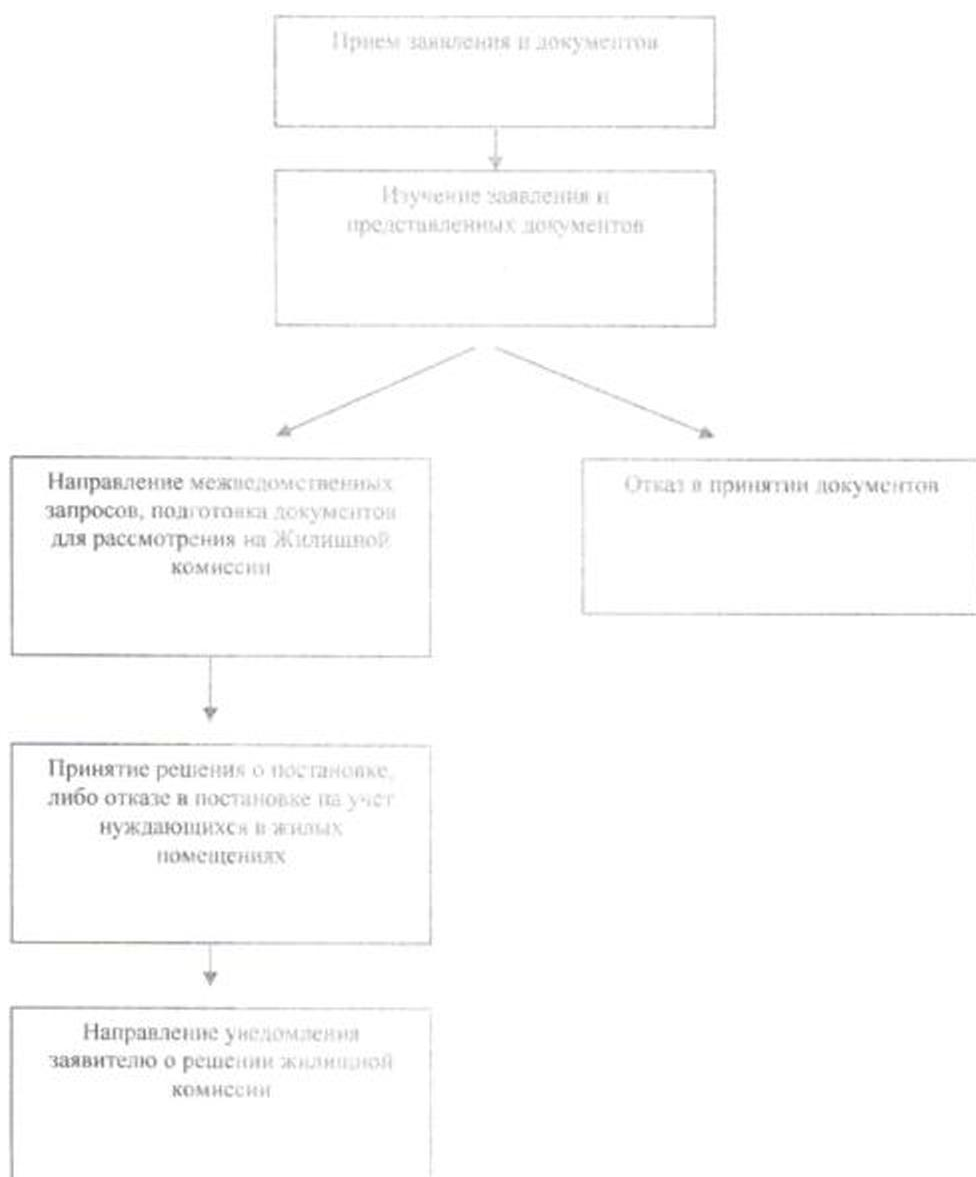 Прием заявления и документов
Изучение заявления и
представленных документов
Направление межведомственных
запросов, подготовка документов
для рассмотрения на Жилищной
комиссии
Отказ в принятии документов
Принятие решения о постановке,
либо отказе в постановке на учет
нуждающихся в жилых
помещениях
Направление уведомления
заявителю о решении жилищной
комиссии